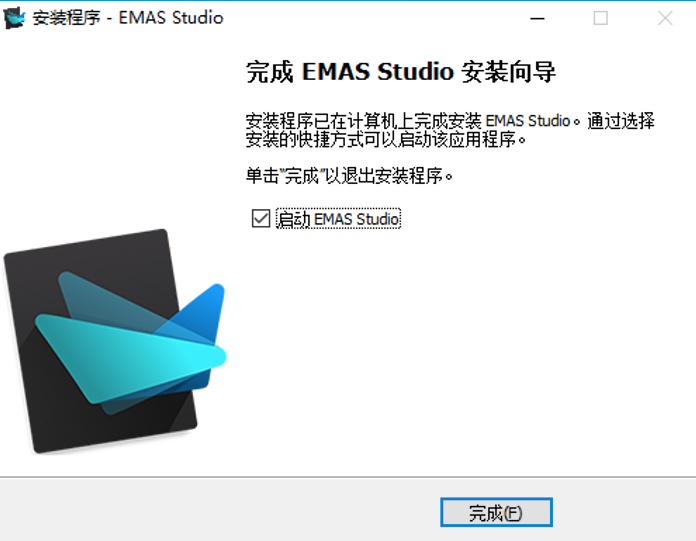 安装程序 - EMAS Studio
完成 EMAS Studio 安装向导
安装程序已在计算机上完成安装 EMAS Studio。通过选择
安装的快捷方式可以启动该应用程序。
单击“完成”以退出安装程序。
启动 EMAS Studio
完成(F)